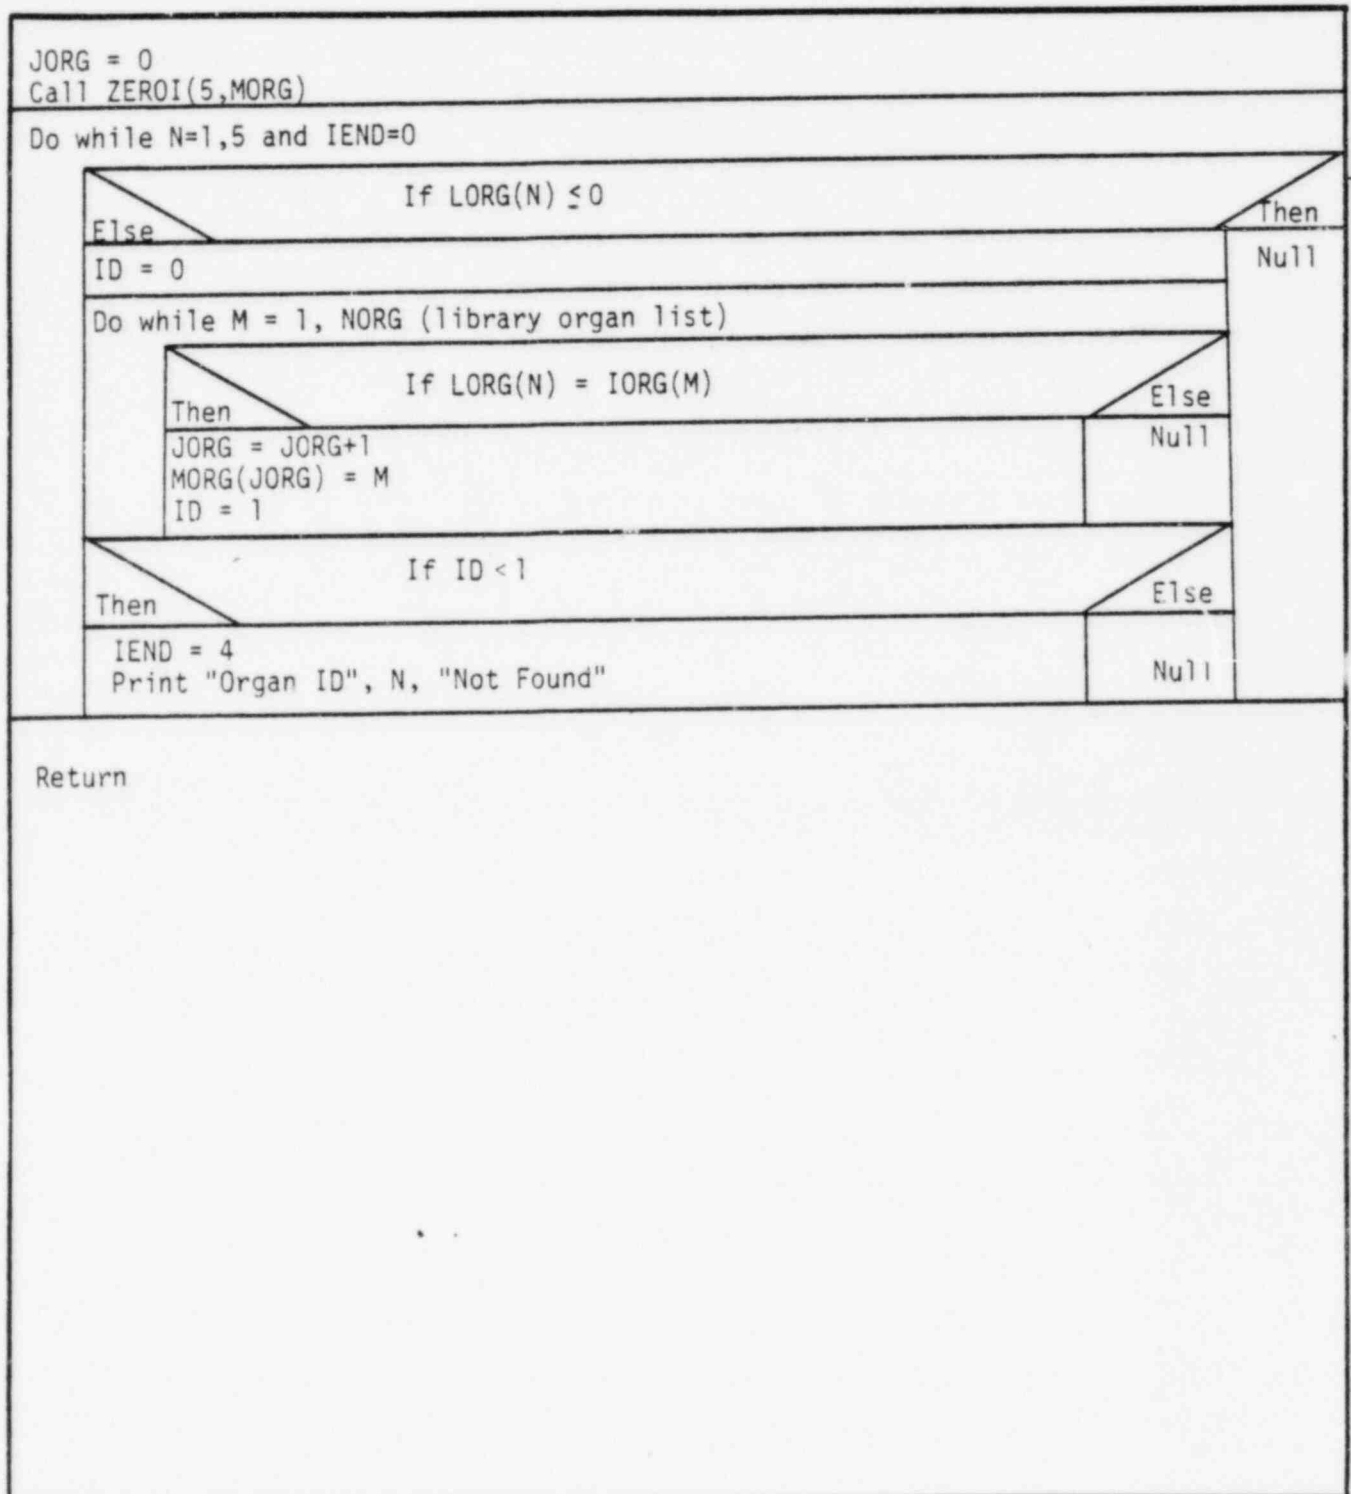 JORG = 0
Call ZEROI(5,MORG)
Do while N=1,5 and IEND=0
If LORG(N) ≤ 0
Else
Then
ID = 0
Null
Do while M = 1, NORG (library organ list)
If LORG(N) = IORG(M)
Then
Else
JORG = JORG+1
Null
MORG(JORG) = M
ID = 1
If ID < 1
Then
Else
IEND = 4
Print "Organ ID", N, "Not Found"
Null
Return